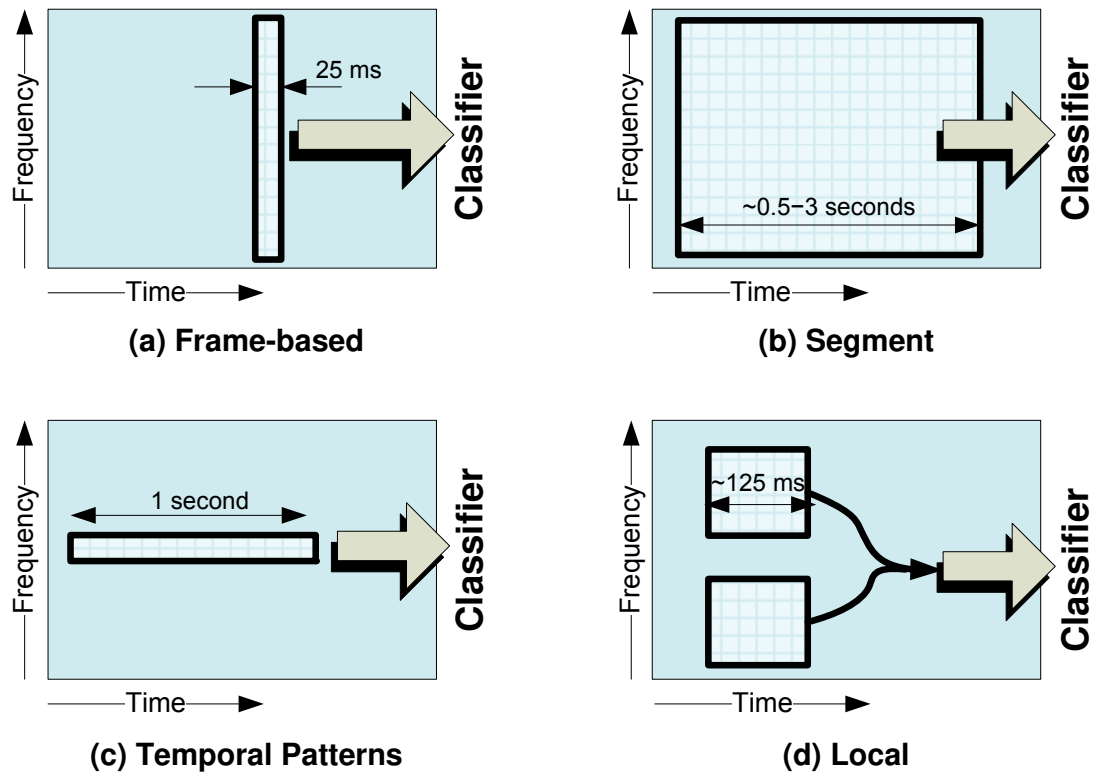 Frequency
25 ms
Classifier
Time
(a) Frame-based
Frequency
~0.5−3 seconds
Classifier
Time
(b) Segment
Frequency
1 second
Classifier
Time
(c) Temporal Patterns
Frequency
~125 ms
Classifier
Time
(d) Local